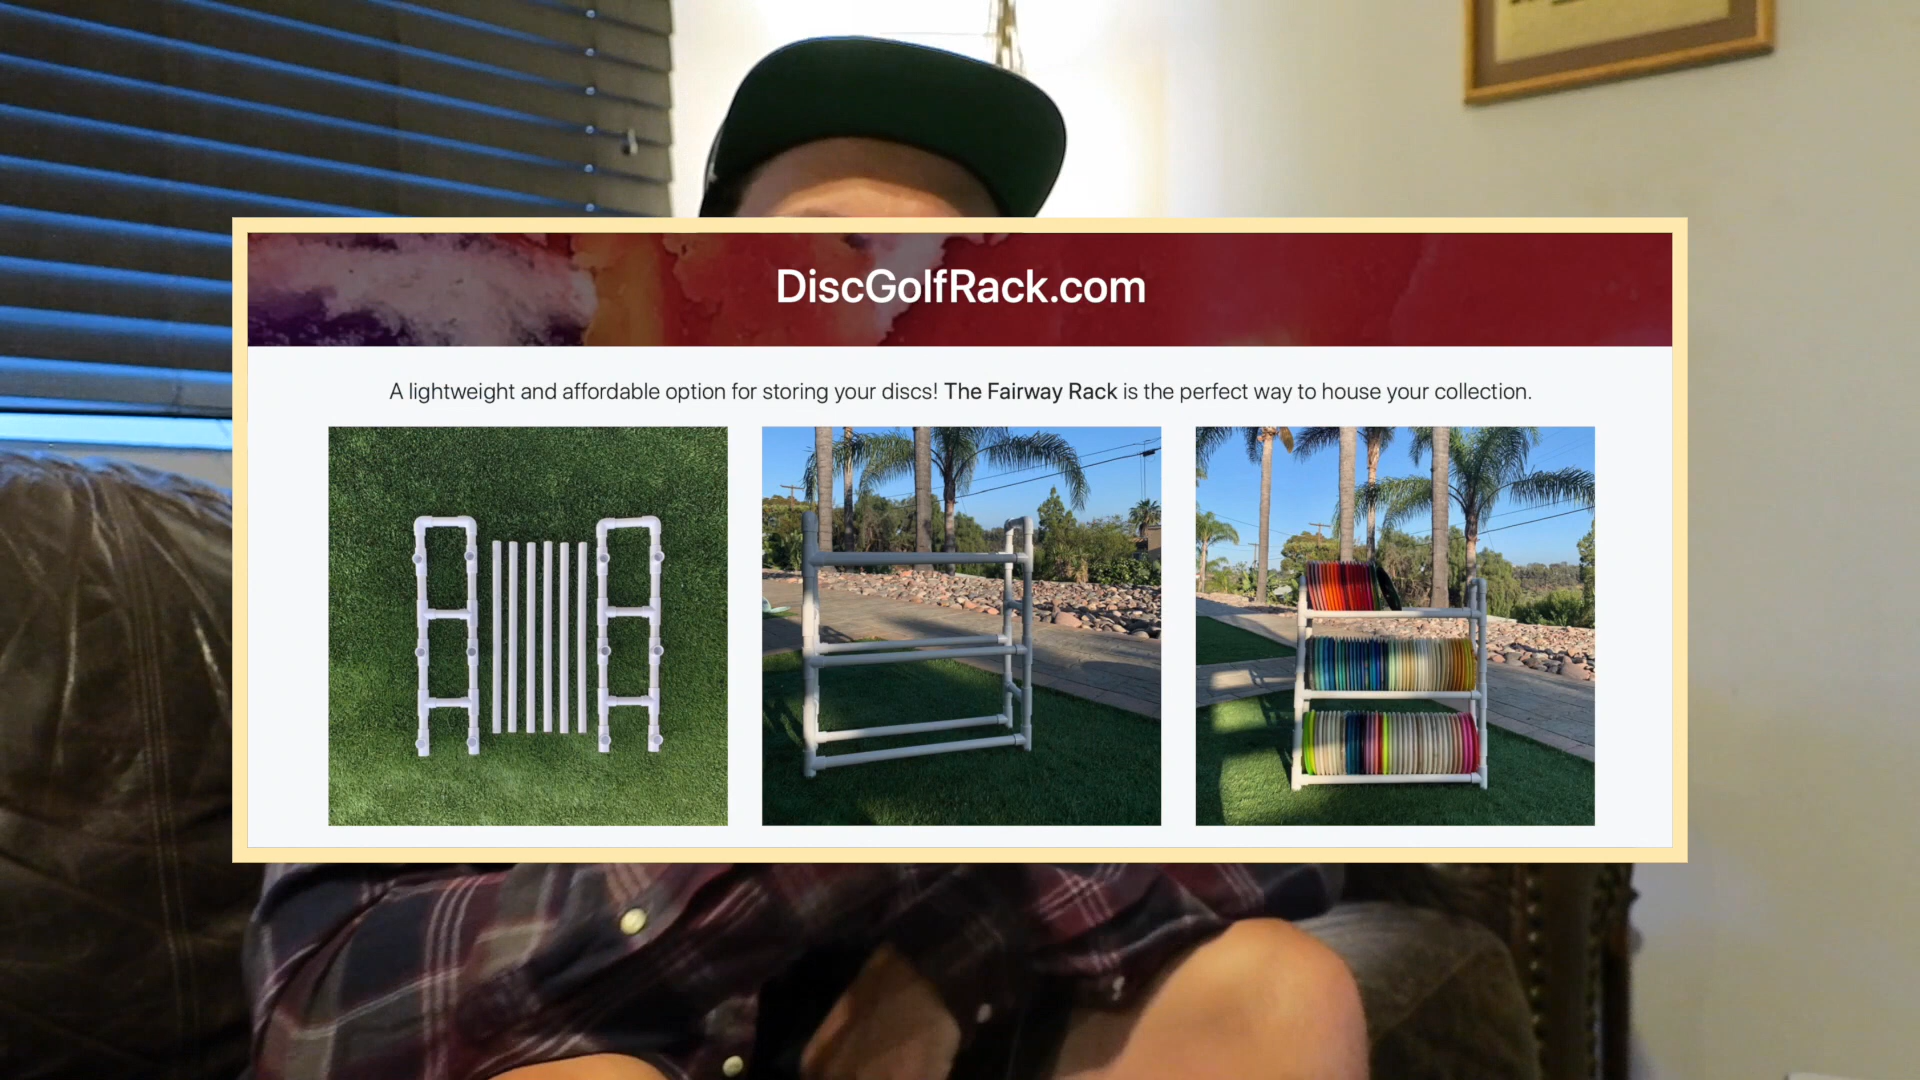 DiscGolfRack.com
A lightweight and affordable option for storing your discs! The Fairway Rack is the perfect way to house your collection.